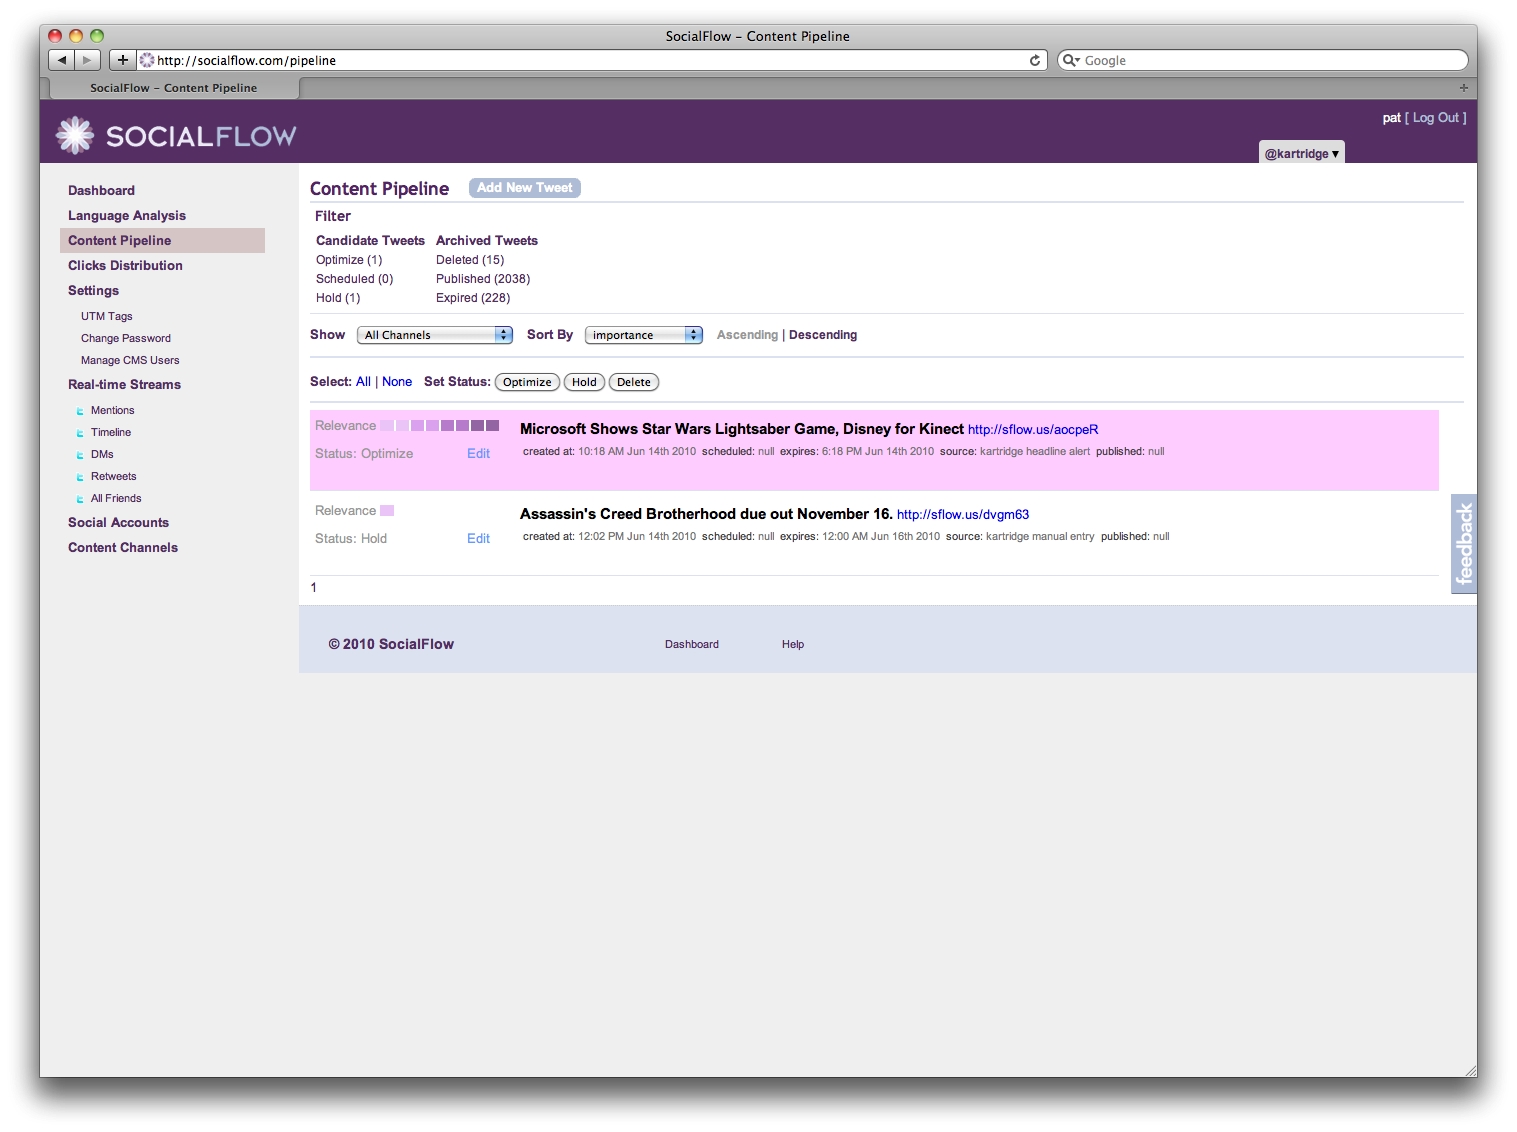 SocialFlow – Content Pipeline
http://socialflow.com/pipeline
Google
SocialFlow – Content Pipeline
SOCIALFLOW
pat [ Log Out ]
@kartridge ▼
Dashboard
Language Analysis
Content Pipeline
Clicks Distribution
Settings
UTM Tags
Change Password
Manage CMS Users
Real-time Streams
Mentions
Timeline
DMs
Retweets
All Friends
Social Accounts
Content Channels
Content Pipeline Add New Tweet
Filter
Candidate Tweets Archived Tweets
Optimize (1) Deleted (15)
Scheduled (0) Published (2038)
Hold (1) Expired (228)
Show All Channels Sort By importance Ascending | Descending
Select: All | None Set Status: Optimize Hold Delete
Relevance Microsoft Shows Star Wars Lightsaber Game, Disney for Kinect http://sflow.us/aocpeR
Status: Optimize Edit created at: 10:18 AM Jun 14th 2010 scheduled: null expires: 6:18 PM Jun 14th 2010 source: kartridge headline alert published: null
Relevance Assassin's Creed Brotherhood due out November 16. http://sflow.us/dvgm63
Status: Hold Edit created at: 12:02 PM Jun 14th 2010 scheduled: null expires: 12:00 AM Jun 16th 2010 source: kartridge manual entry published: null
1
feedback
© 2010 SocialFlow Dashboard Help